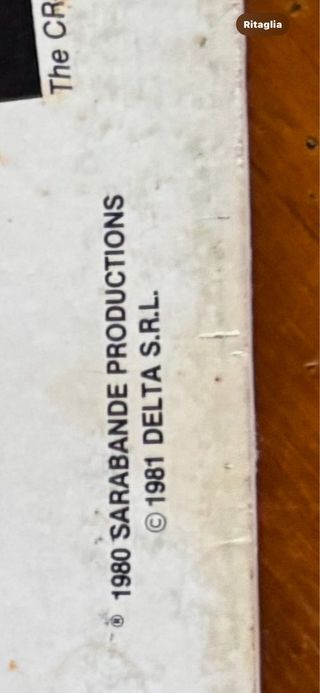 Ritaglia
The CR
® 1980 SARABANDE PRODUCTIONS
© 1981 DELTA S.R.L.